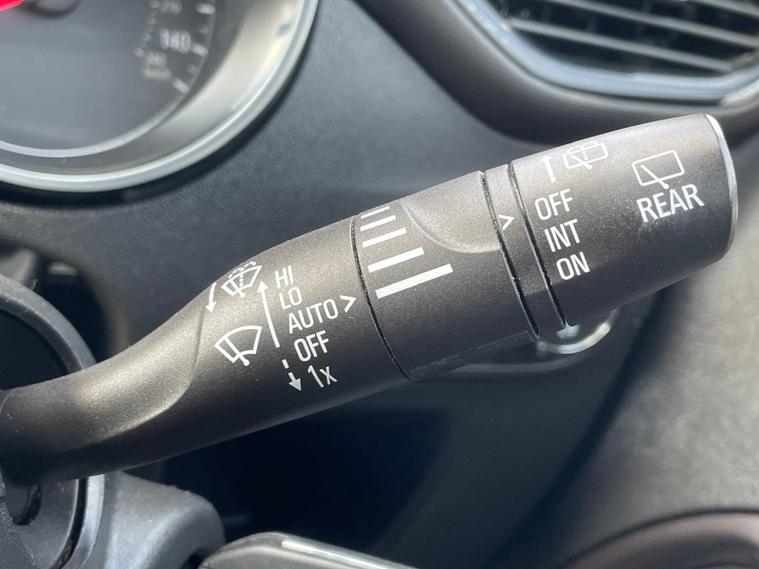 140
HI
LO
AUTO >
OFF
1x
>
OFF
INT
ON
REAR